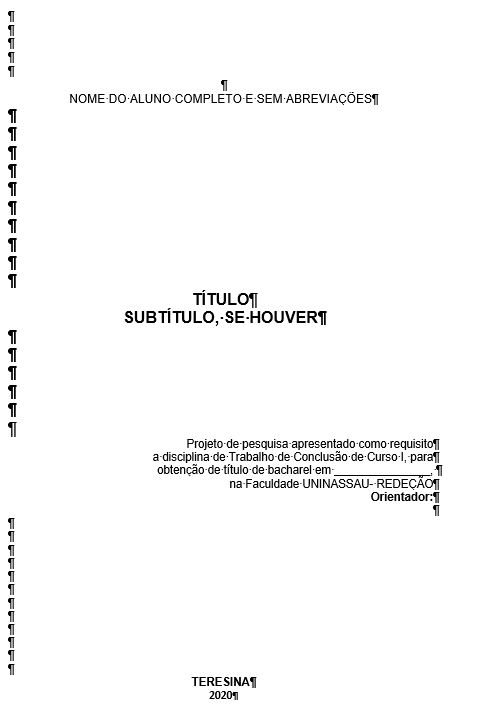 NOME DO ALUNO COMPLETO E SEM ABREVIAÇÕES
TÍTULO
SUBTÍTULO, SE HOUVER
Projeto de pesquisa apresentado como requisito
a disciplina de Trabalho de Conclusão de Curso I, para
obtenção de título de bacharel em _______________,
na Faculdade UNINASSAU- REDEÇÃO
Orientador:
TERESINA
2020